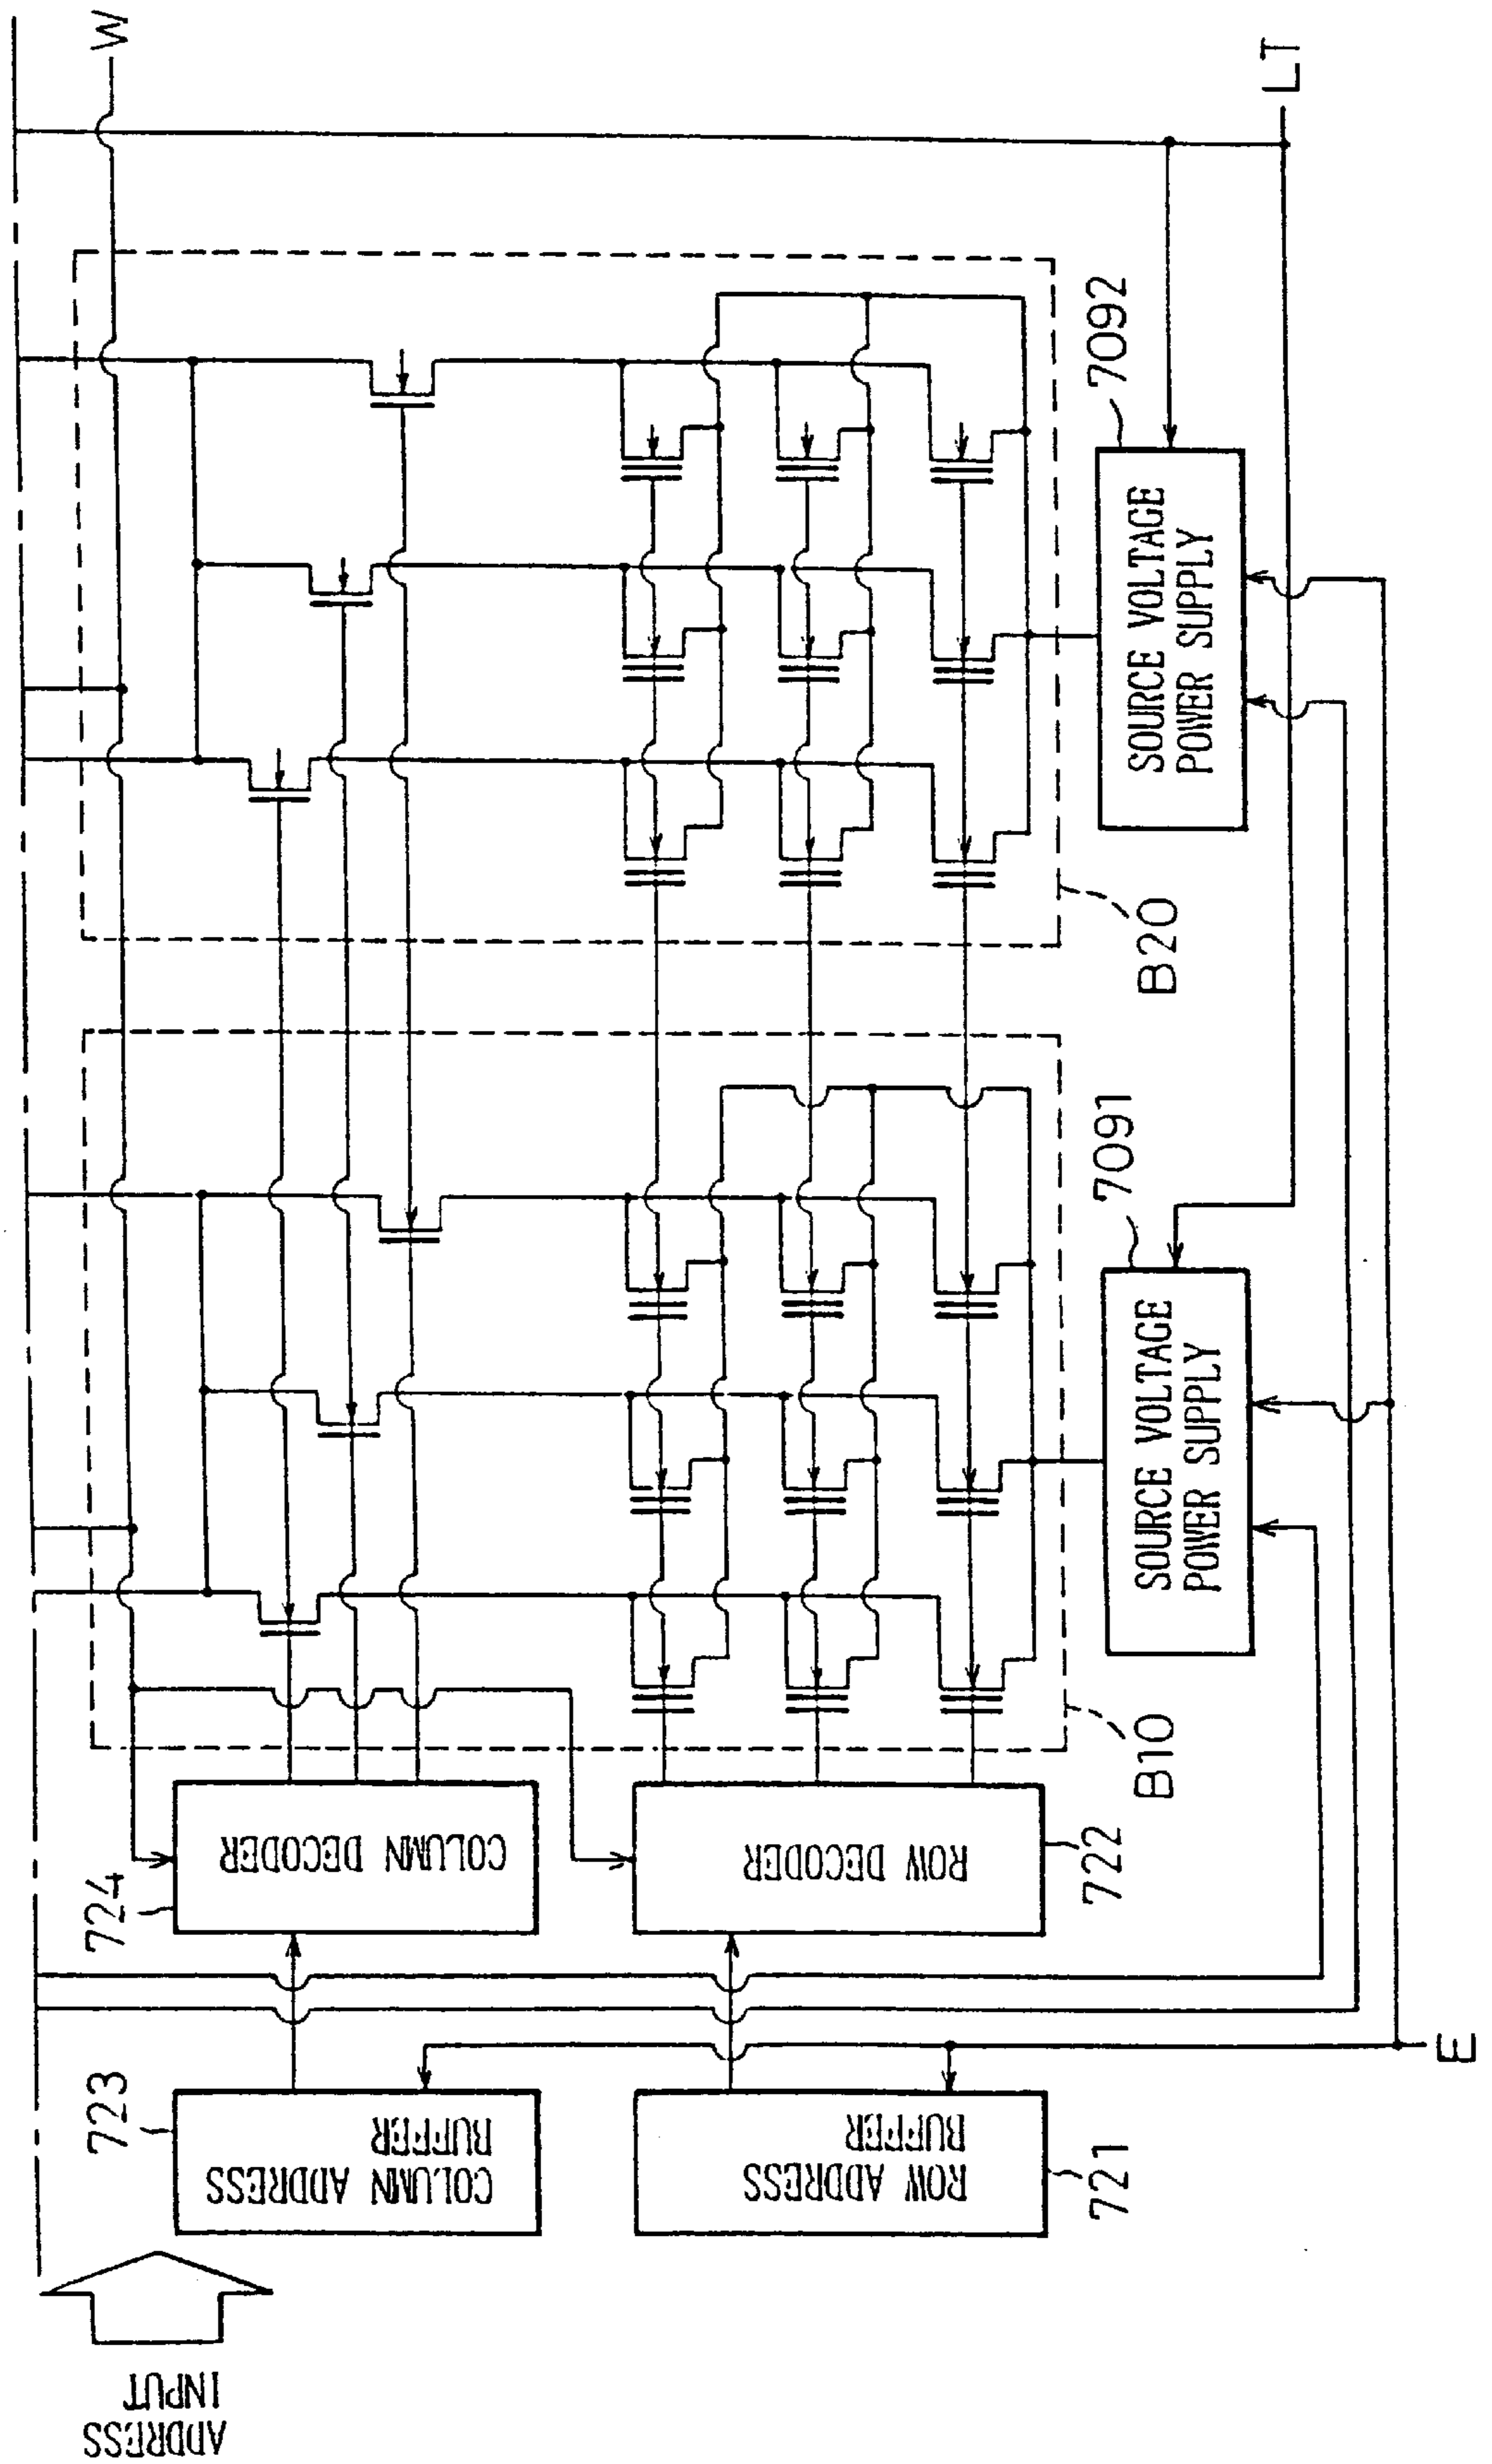 ADDRESS
INPUT
723
COLUMN ADDRESS
BUFFER
ROW ADDRESS
BUFFER
721
724
COLUMN DECODER
ROW DECODER
722
E
B10
SOURCE VOLTAGE
POWER SUPPLY
7091
B20
SOURCE VOLTAGE
POWER SUPPLY
7092
W
LT